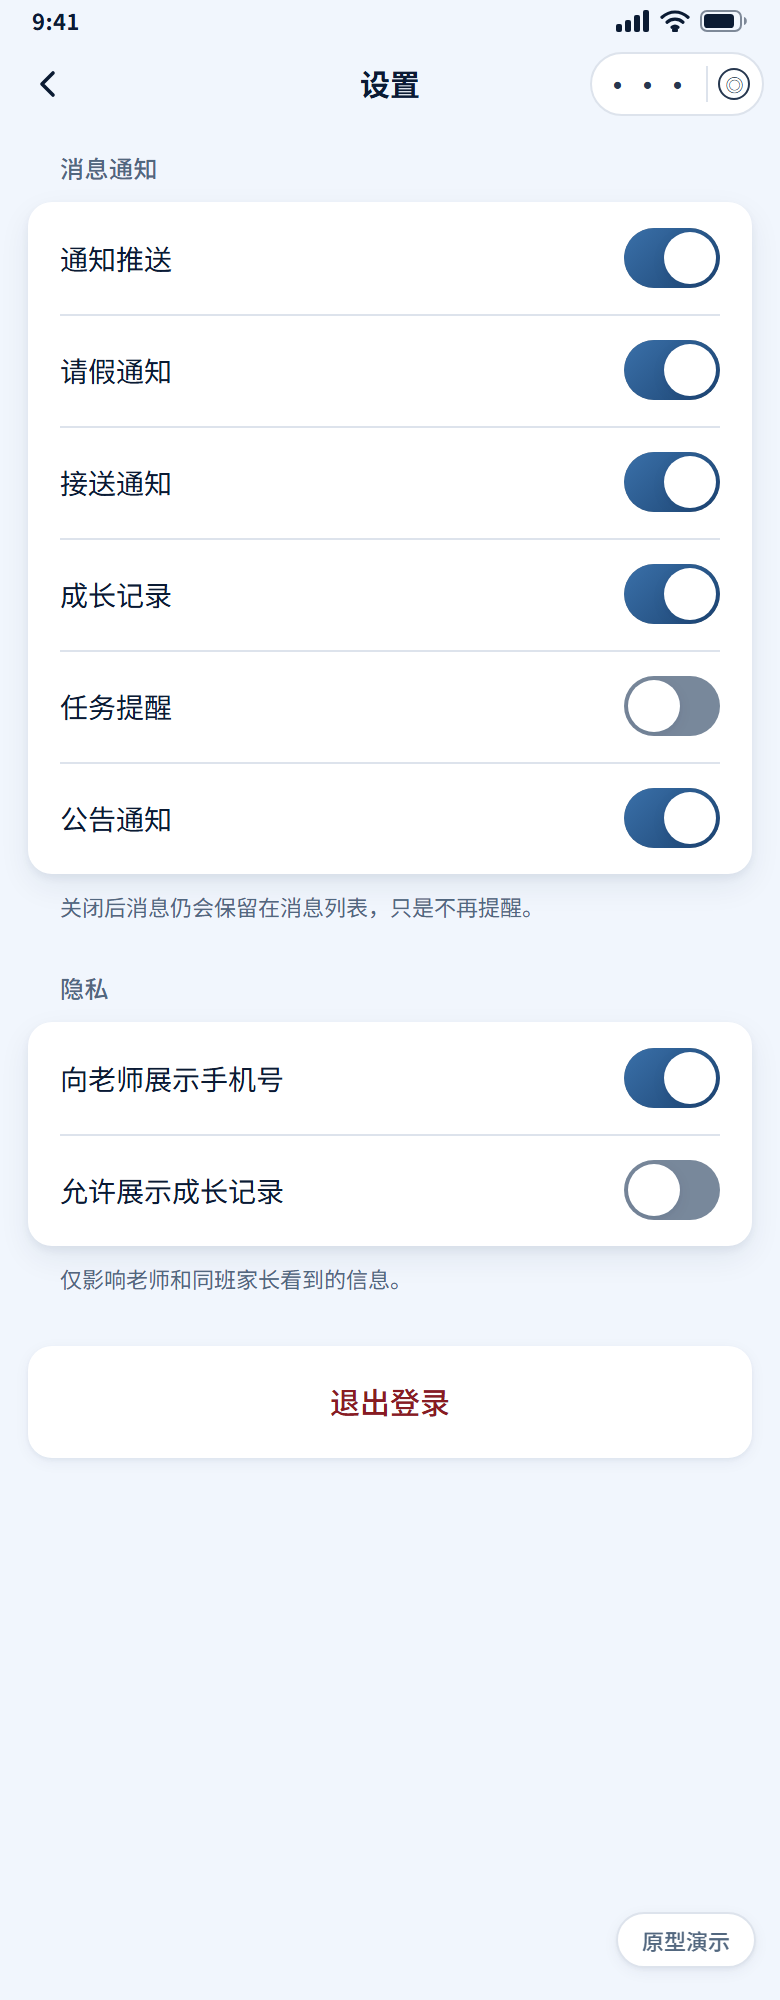 9:41
设置
消息通知
通知推送
请假通知
接送通知
成长记录
任务提醒
公告通知
关闭后消息仍会保留在消息列表，只是不再提醒。
隐私
向老师展示手机号
允许展示成长记录
仅影响老师和同班家长看到的信息。
退出登录
原型演示